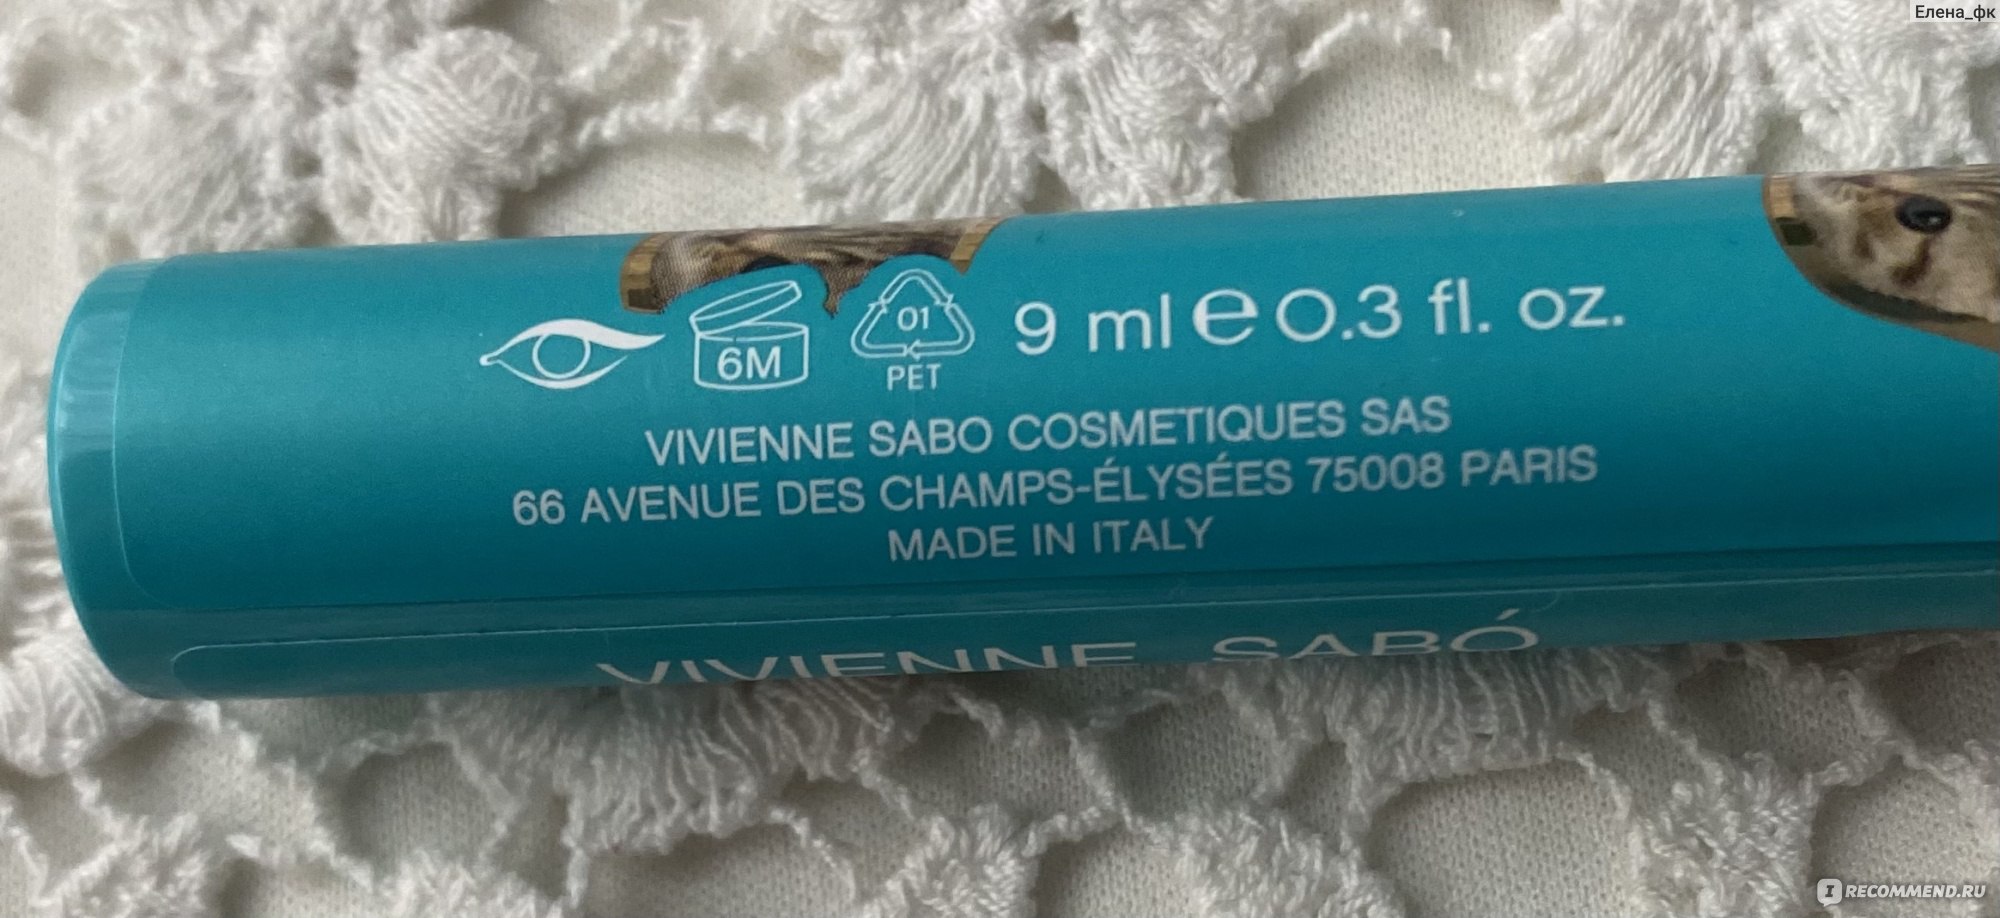 Елена_фк
6M
01
PET
9 ml e 0.3 fl. oz.
VIVIENNE SABO COSMETIQUES SAS
66 AVENUE DES CHAMPS-ÉLYSÉES 75008 PARIS
MADE IN ITALY
VIVIENNE SABÓ
I RECOMMEND.RU